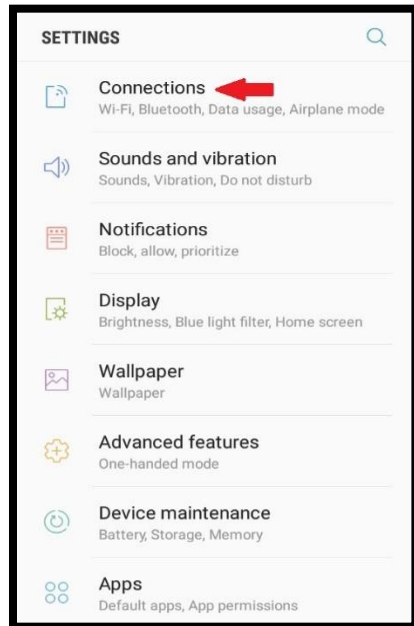 SETTINGS
Connections
Wi-Fi, Bluetooth, Data usage, Airplane mode
Sounds and vibration
Sounds, Vibration, Do not disturb
Notifications
Block, allow, prioritize
Display
Brightness, Blue light filter, Home screen
Wallpaper
Wallpaper
Advanced features
One-handed mode
Device maintenance
Battery, Storage, Memory
Apps
Default apps, App permissions